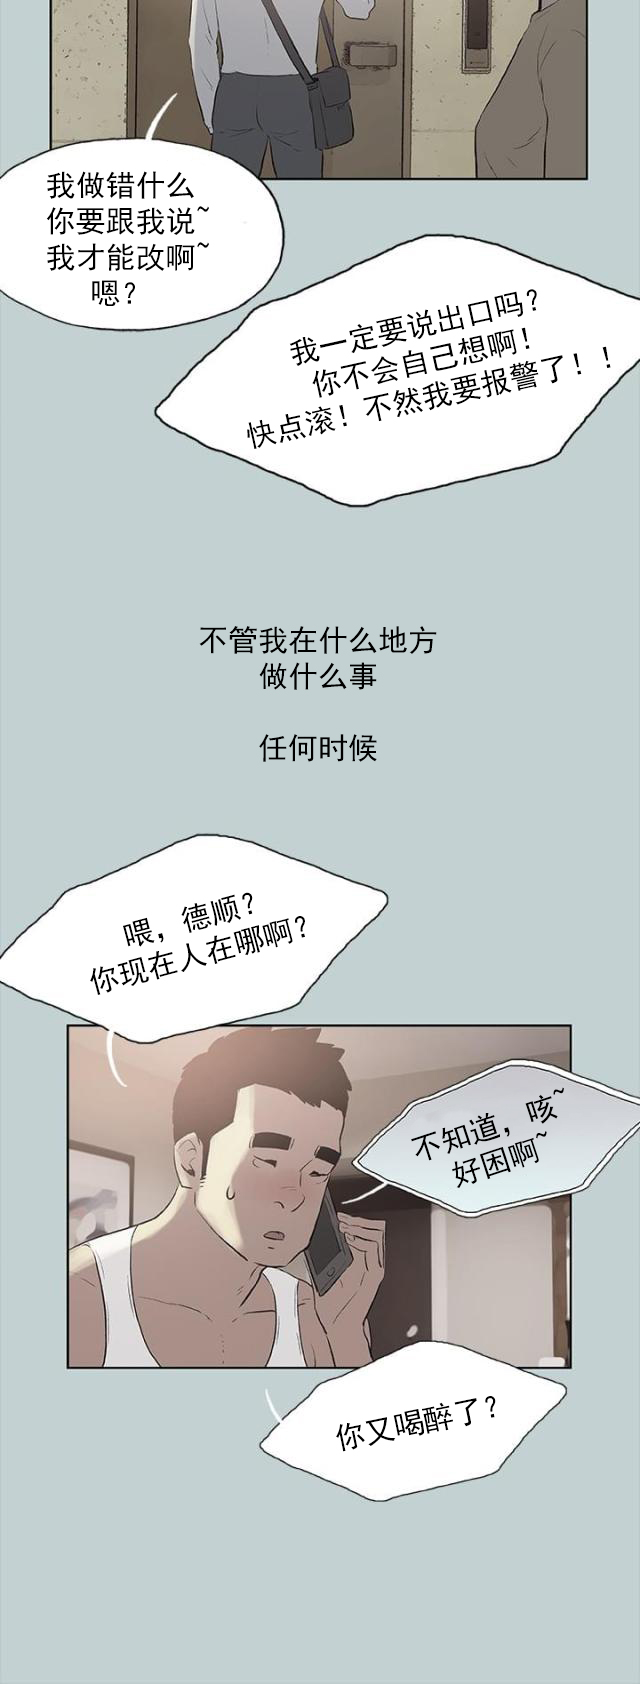 我做错什么
你要跟我说~
我才能改啊~
嗯？
我一定要说出口吗？
你不会自己想啊！
快点滚！不然我要报警了！！
不管我在什么地方
做什么事
任何时候
喂，德顺？
你现在人在哪啊？
不知道，咳~
好困啊~
你又喝醉了？